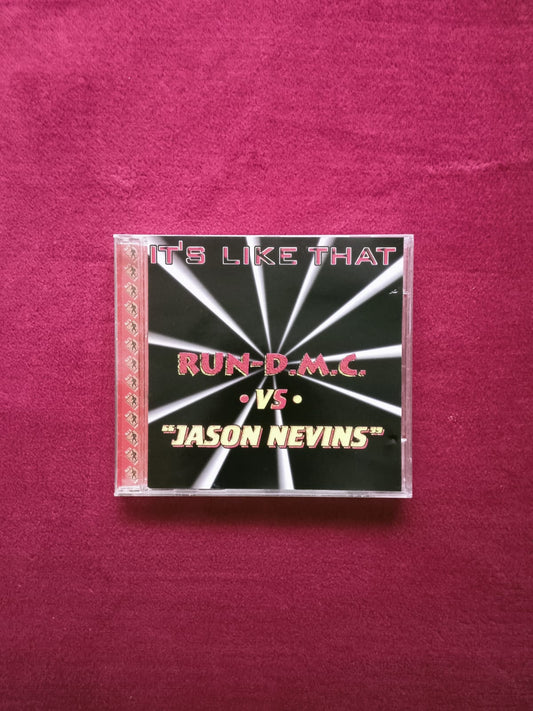 IT'S LIKE THAT
RUN-D.M.C.
• VS •
"JASON NEVINS"